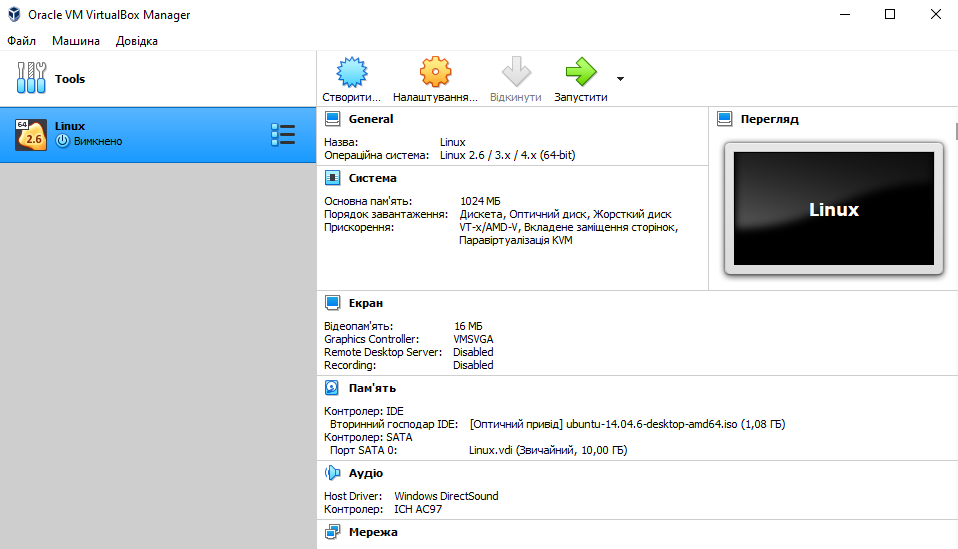 Oracle VM VirtualBox Manager
Файл Машина Довідка
Tools
Створити... Налаштування... Відкинути Запустити
64
2.6
Linux
Вимкнено
General
Назва: Linux
Операційна система: Linux 2.6 / 3.x / 4.x (64-bit)
Перегляд
Linux
Система
Основна пам'ять: 1024 МБ
Порядок завантаження: Дискета, Оптичний диск, Жорсткий диск
Прискорення: VT-x/AMD-V, Вкладене заміщення сторінок,
Паравіртуалізація KVM
Екран
Відеопам'ять: 16 МБ
Graphics Controller: VMSVGA
Remote Desktop Server: Disabled
Recording: Disabled
Пам'ять
Контролер: IDE
Вторинний господар IDE: [Оптичний привід] ubuntu-14.04.6-desktop-amd64.iso (1,08 ГБ)
Контролер: SATA
Порт SATA 0: Linux.vdi (Звичайний, 10,00 ГБ)
Аудіо
Host Driver: Windows DirectSound
Контролер: ICH AC97
Мережа